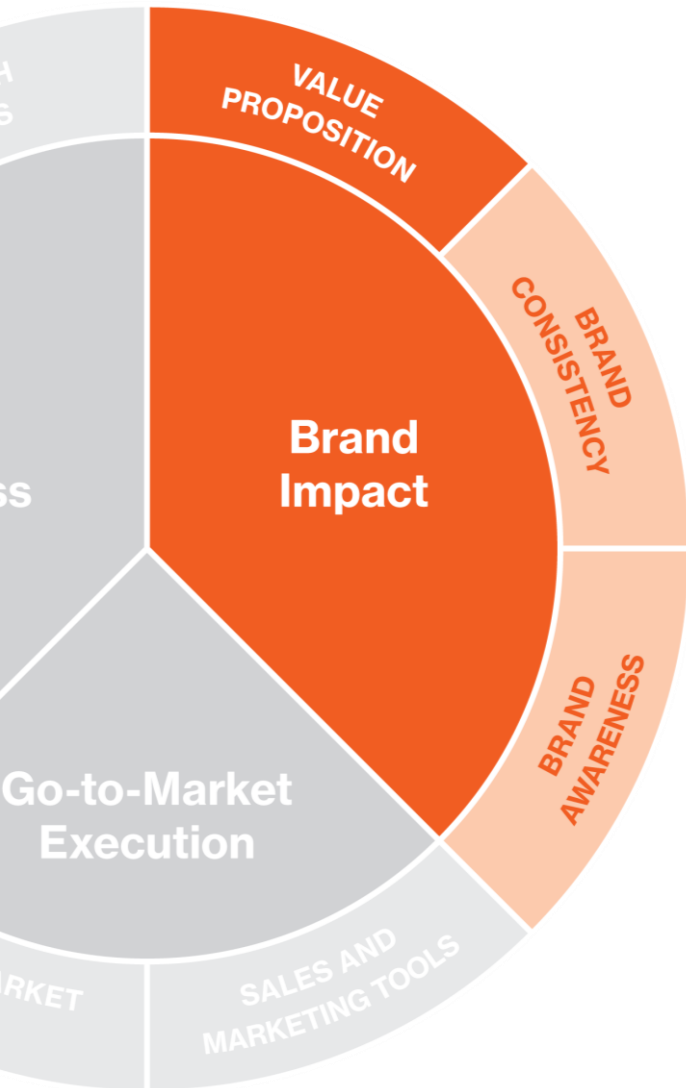 VALUE
PROPOSITION
BRAND
CONSISTENCY
Brand
Impact
BRAND
AWARENESS
Go-to-Market
Execution
SALES AND
MARKETING TOOLS